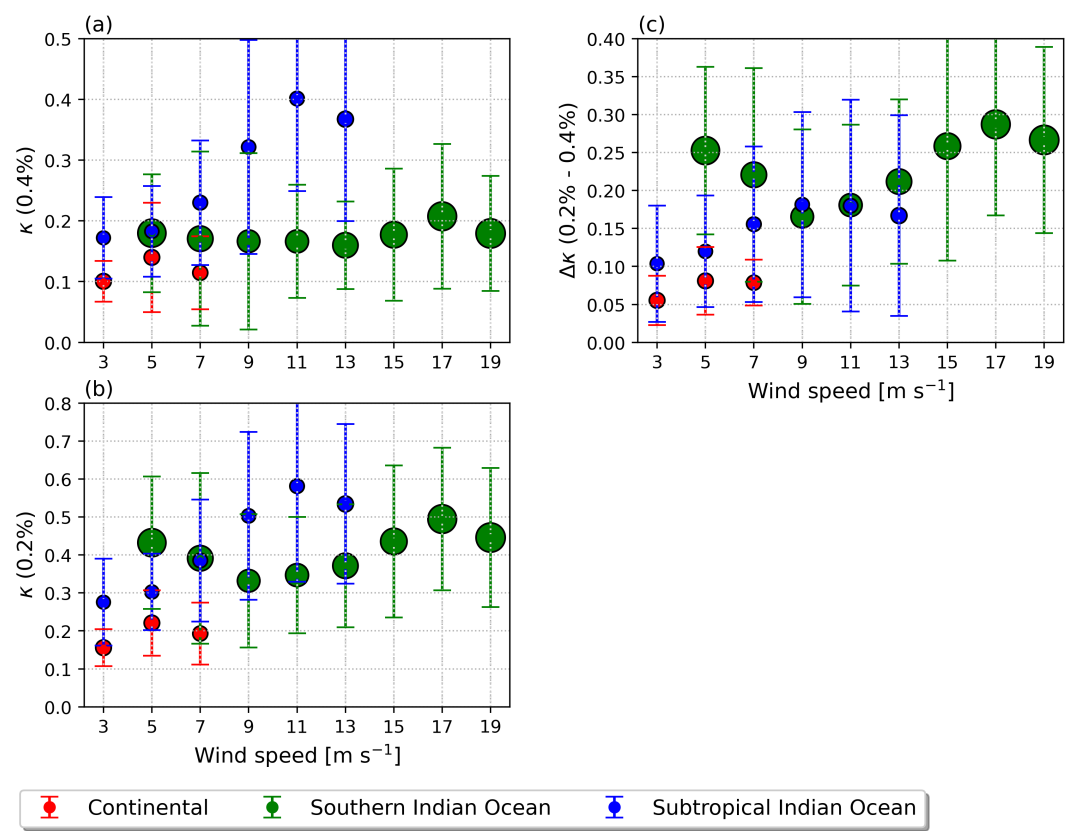 (a)
κ (0.4%)
0.5
0.4
0.3
0.2
0.1
0.0
3 5 7 9 11 13 15 17 19
(b)
κ (0.2%)
0.8
0.7
0.6
0.5
0.4
0.3
0.2
0.1
0.0
3 5 7 9 11 13 15 17 19
Wind speed [m s⁻¹]
(c)
Δκ (0.2% - 0.4%)
0.40
0.35
0.30
0.25
0.20
0.15
0.10
0.05
0.00
3 5 7 9 11 13 15 17 19
Wind speed [m s⁻¹]
Continental Southern Indian Ocean Subtropical Indian Ocean